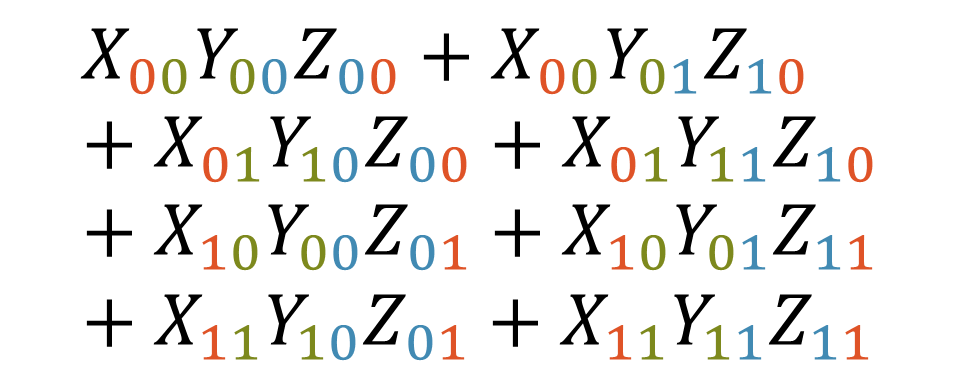 X₀₀Y₀₀Z₀₀ + X₀₀Y₀₁Z₁₀
+ X₀₁Y₁₀Z₀₀ + X₀₁Y₁₁Z₁₀
+ X₁₀Y₀₀Z₀₁ + X₁₀Y₀₁Z₁₁
+ X₁₁Y₁₀Z₀₁ + X₁₁Y₁₁Z₁₁